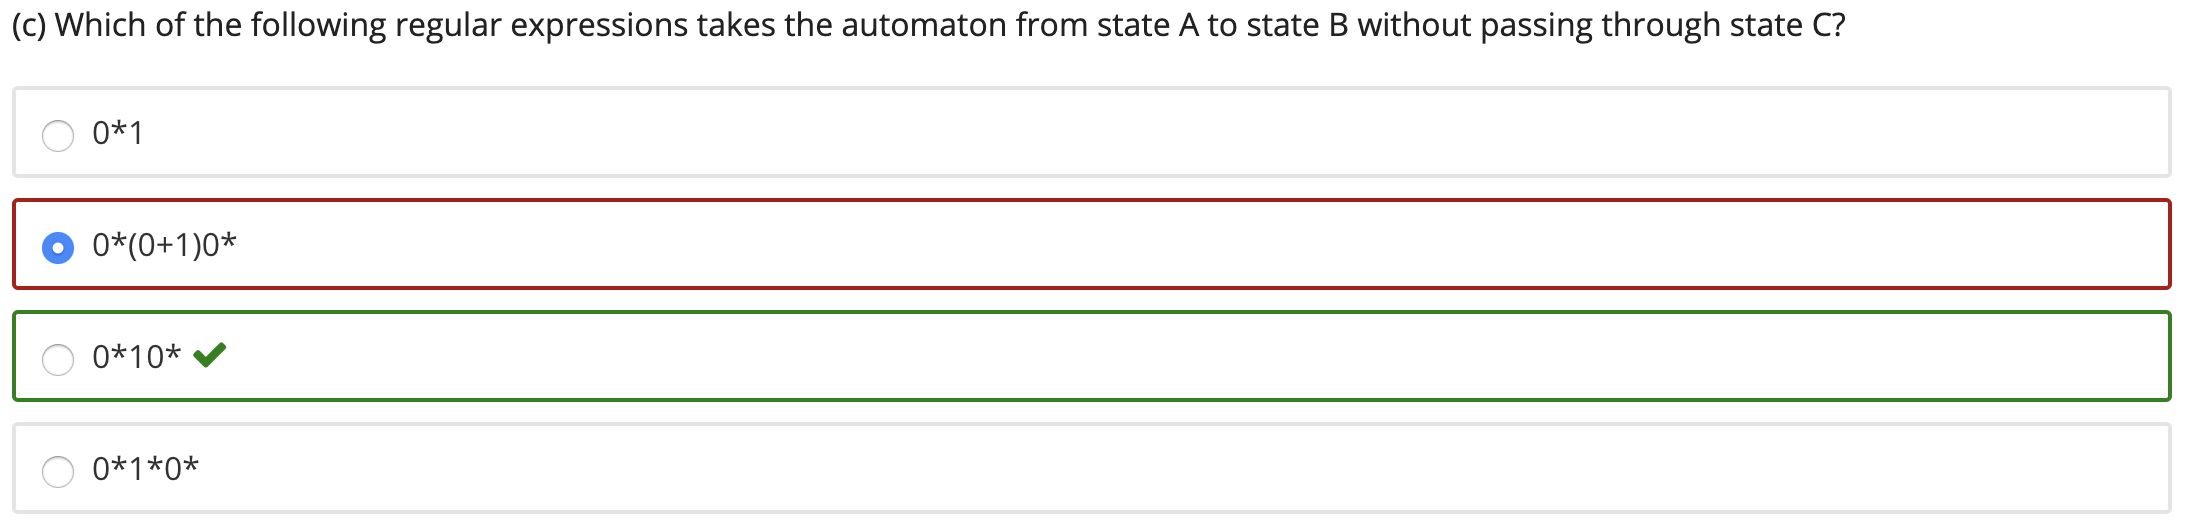 (c) Which of the following regular expressions takes the automaton from state A to state B without passing through state C?
0*1
0*(0+1)0*
0*10*
0*1*0*